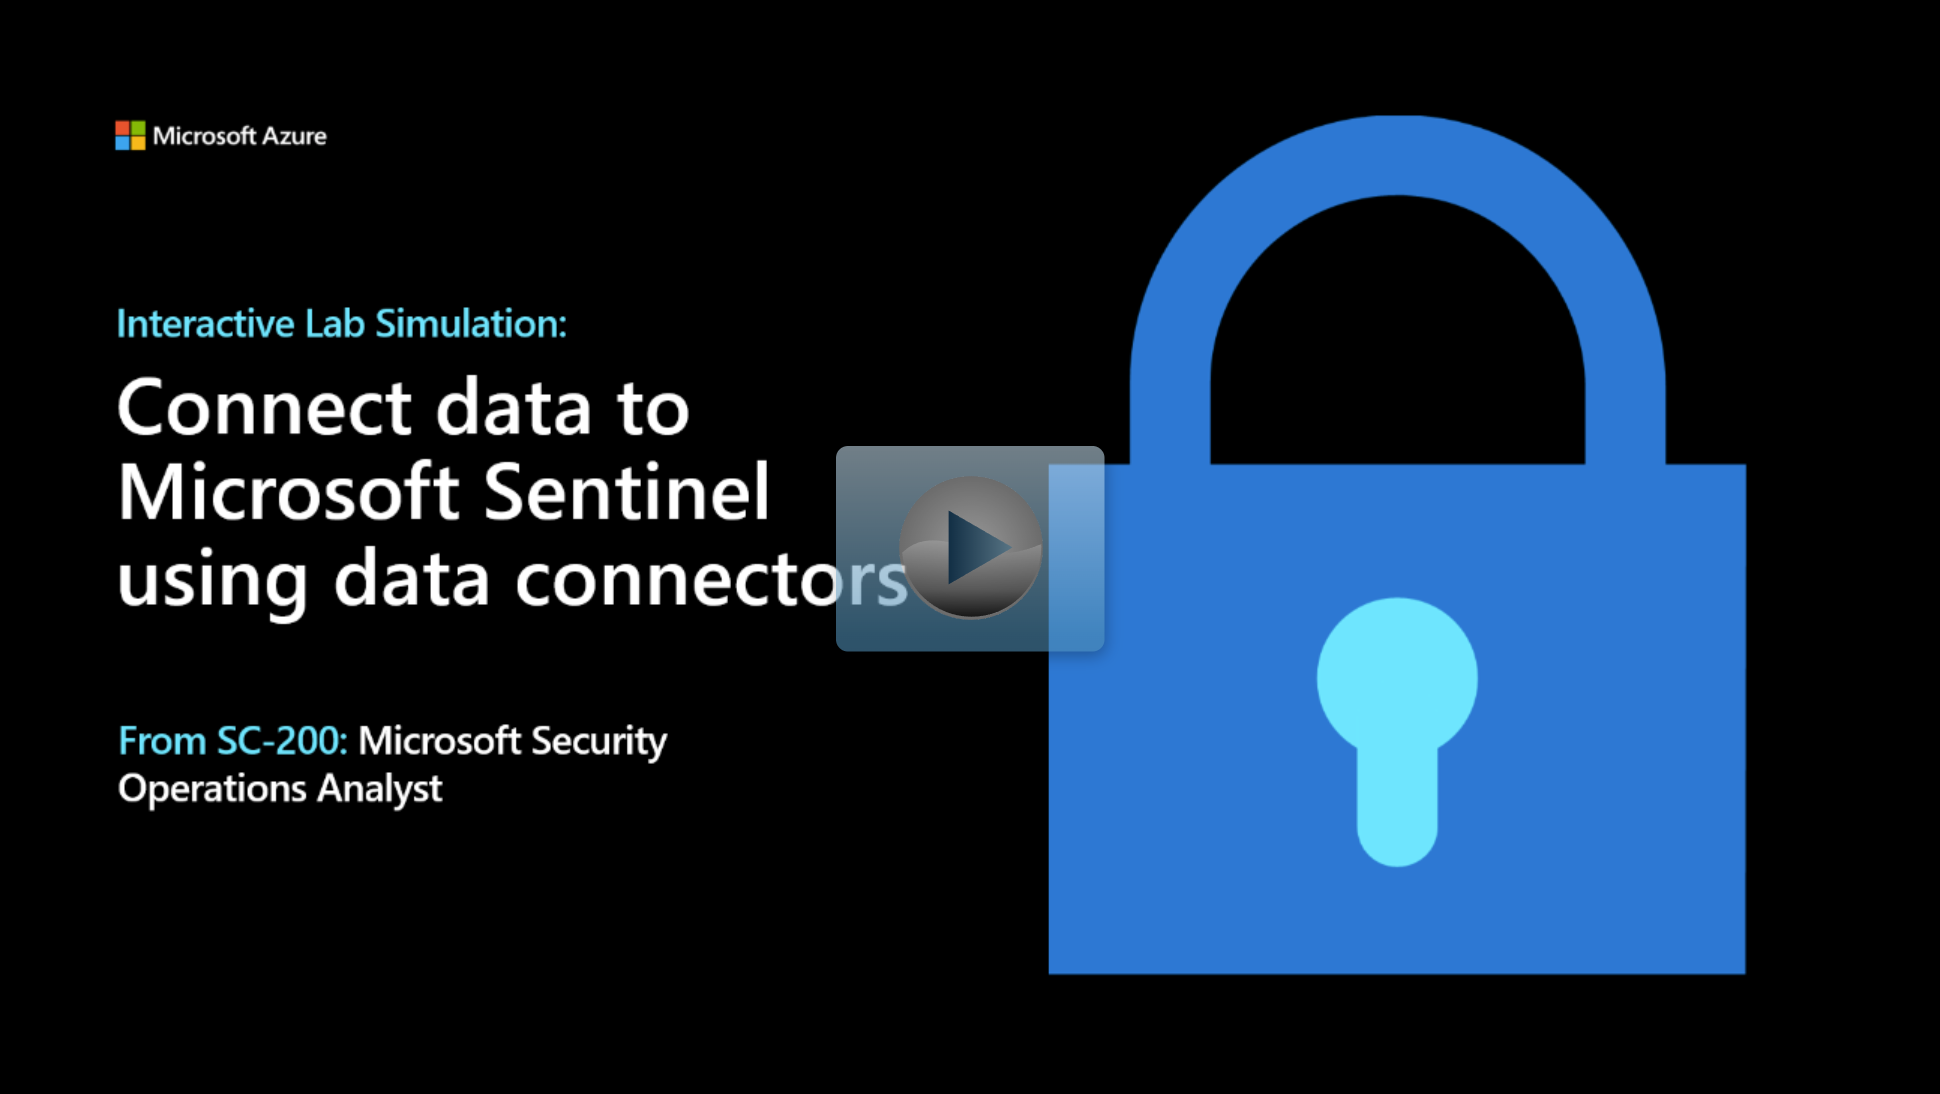 Microsoft Azure
Interactive Lab Simulation:
Connect data to
Microsoft Sentinel
using data connectors
From SC-200: Microsoft Security
Operations Analyst